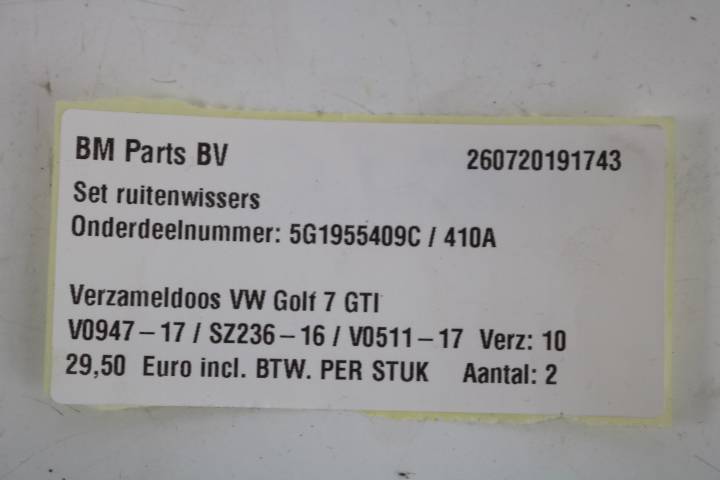 BM Parts BV 260720191743
Set ruitenwissers
Onderdeelnummer: 5G1955409C / 410A
Verzameldoos VW Golf 7 GTI
V0947-17 / SZ236-16 / V0511-17 Verz: 10
29,50 Euro incl. BTW. PER STUK Aantal: 2